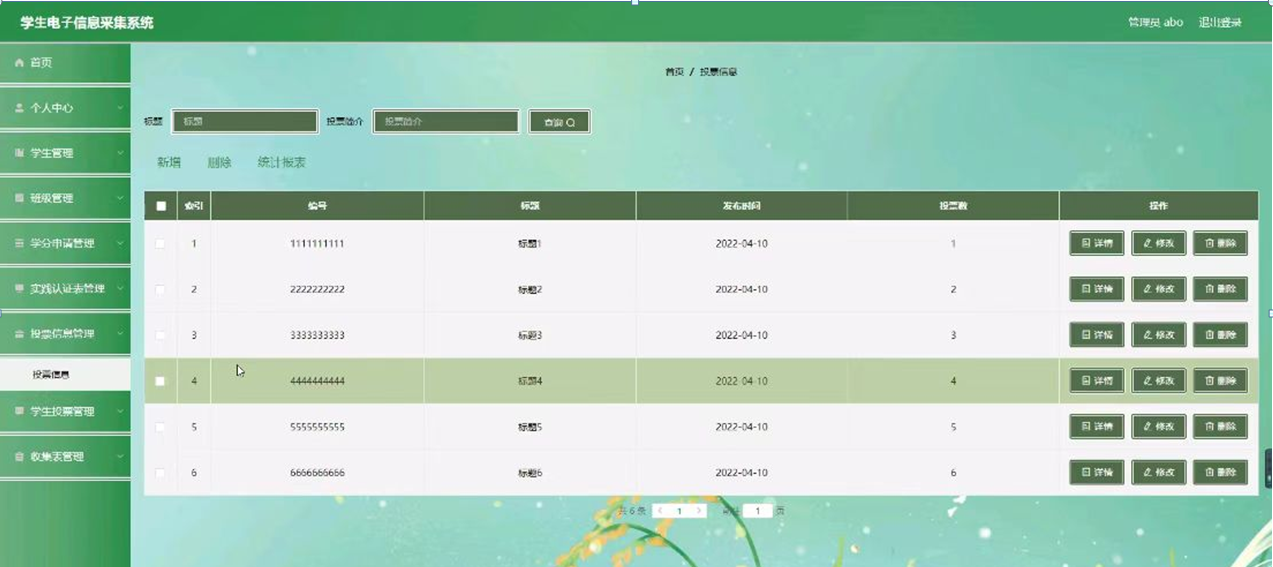 学生电子信息采集系统
管理员 abo 退出登录
首页
个人中心
学生管理
班级管理
学分申请管理
实践认证表管理
投票信息管理
投票信息
学生投票管理
收集表管理
首页 / 投票信息
标题 标题 投票简介 投票简介 查询
新增 删除 统计报表
索引 编号 标题 发布时间 投票数 操作
1 1111111111 标题1 2022-04-10 1 详情 修改 删除
2 2222222222 标题2 2022-04-10 2 详情 修改 删除
3 3333333333 标题3 2022-04-10 3 详情 修改 删除
4 4444444444 标题4 2022-04-10 4 详情 修改 删除
5 5555555555 标题5 2022-04-10 5 详情 修改 删除
6 6666666666 标题6 2022-04-10 6 详情 修改 删除
共 6 条 1 前往 1 页